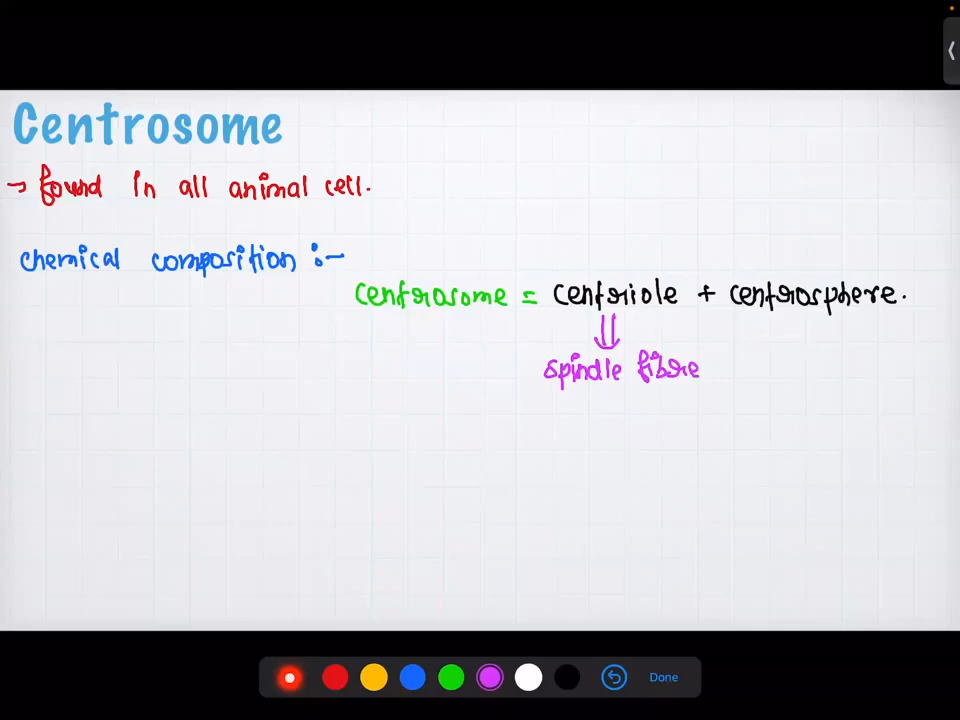 Centrosome
→ found in all animal cell.
chemical composition :-
centrosome = centriole + centrosphere.
⇓
spindle fibre
Done